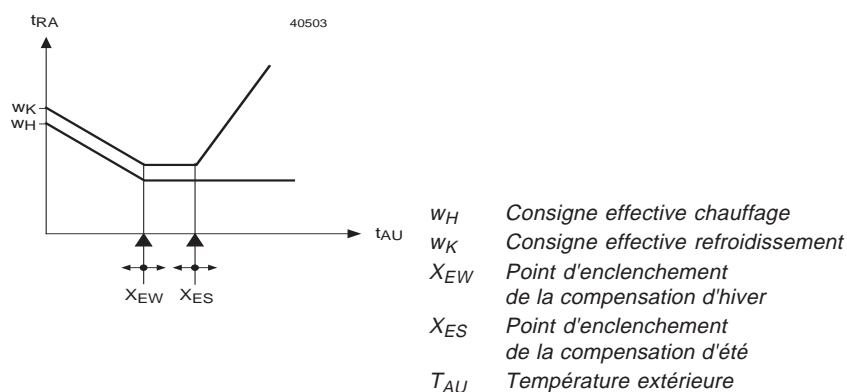 tRA
40503
wK
wH
tAU
XEW XES
wH Consigne effective chauffage
wK Consigne effective refroidissement
XEW Point d'enclenchement
de la compensation d'hiver
XES Point d'enclenchement
de la compensation d'été
TAU Température extérieure